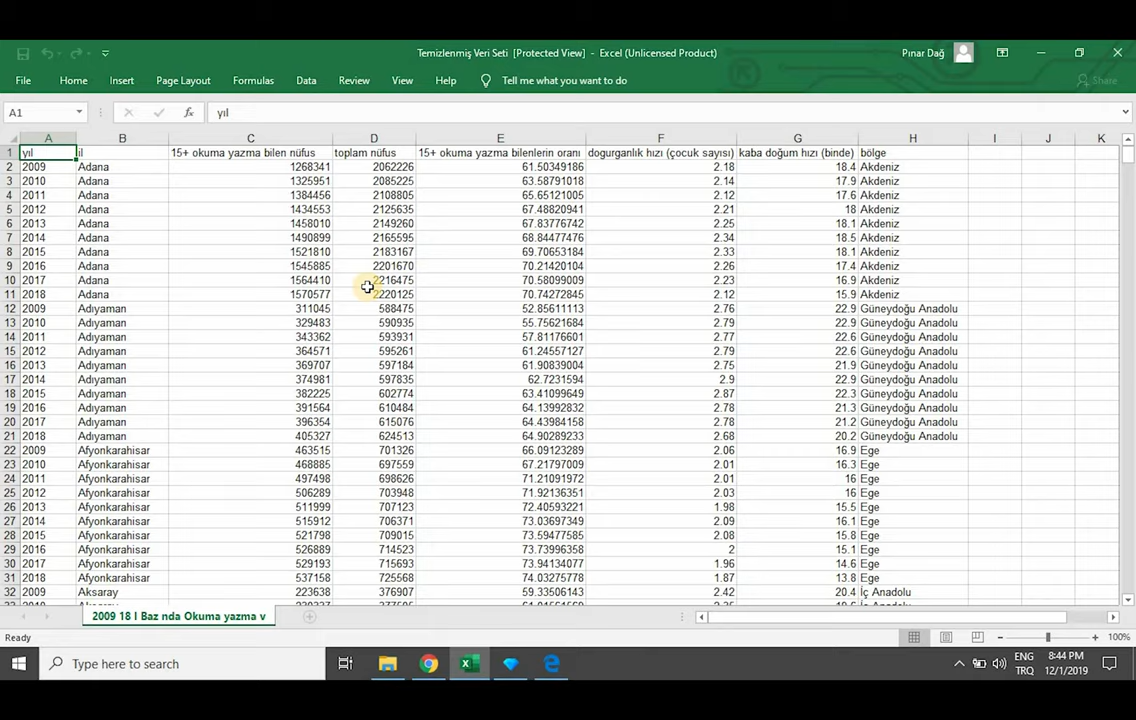 Temizlenmiş Veri Seti [Protected View] - Excel (Unlicensed Product)
Pınar Dağ
File Home Insert Page Layout Formulas Data Review View Help Tell me what you want to do Share
A1 fx yıl
A B C D E F G H I J K
1 yıl il 15+ okuma yazma bilen nüfus toplam nüfus 15+ okuma yazma bilenlerin oranı dogurganlık hızı (çocuk sayısı) kaba doğum hızı (binde) bölge
2 2009 Adana 1268341 2062226 61.50349186 2.18 18.4 Akdeniz
3 2010 Adana 1325951 2085225 63.58791018 2.14 17.9 Akdeniz
4 2011 Adana 1384456 2108805 65.65121005 2.12 17.6 Akdeniz
5 2012 Adana 1434553 2125635 67.48820941 2.21 18 Akdeniz
6 2013 Adana 1458010 2149260 67.83776742 2.25 18.1 Akdeniz
7 2014 Adana 1490899 2165595 68.84477476 2.34 18.5 Akdeniz
8 2015 Adana 1521810 2183167 69.70653184 2.33 18.1 Akdeniz
9 2016 Adana 1545885 2201670 70.21420104 2.26 17.4 Akdeniz
10 2017 Adana 1564410 2216475 70.58099009 2.23 16.9 Akdeniz
11 2018 Adana 1570577 2220125 70.74272845 2.12 15.9 Akdeniz
12 2009 Adıyaman 311045 588475 52.85611113 2.76 22.9 Güneydoğu Anadolu
13 2010 Adıyaman 329483 590935 55.75621684 2.79 22.9 Güneydoğu Anadolu
14 2011 Adıyaman 343362 593931 57.81176601 2.77 22.6 Güneydoğu Anadolu
15 2012 Adıyaman 364571 595261 61.24557127 2.79 22.6 Güneydoğu Anadolu
16 2013 Adıyaman 369707 597184 61.90839004 2.75 21.9 Güneydoğu Anadolu
17 2014 Adıyaman 374981 597835 62.7231594 2.9 22.9 Güneydoğu Anadolu
18 2015 Adıyaman 382225 602774 63.41099649 2.87 22.3 Güneydoğu Anadolu
19 2016 Adıyaman 391564 610484 64.13992832 2.78 21.3 Güneydoğu Anadolu
20 2017 Adıyaman 396354 615076 64.43984158 2.78 21.2 Güneydoğu Anadolu
21 2018 Adıyaman 405327 624513 64.90289233 2.68 20.2 Güneydoğu Anadolu
22 2009 Afyonkarahisar 463515 701326 66.09123289 2.06 16.9 Ege
23 2010 Afyonkarahisar 468885 697559 67.21797009 2.01 16.3 Ege
24 2011 Afyonkarahisar 497498 698626 71.21091972 2.01 16 Ege
25 2012 Afyonkarahisar 506289 703948 71.92136351 2.03 16 Ege
26 2013 Afyonkarahisar 511999 707123 72.40593221 1.98 15.5 Ege
27 2014 Afyonkarahisar 515912 706371 73.03697349 2.09 16.1 Ege
28 2015 Afyonkarahisar 521798 709015 73.59477585 2.08 15.8 Ege
29 2016 Afyonkarahisar 526889 714523 73.73996358 2 15.1 Ege
30 2017 Afyonkarahisar 529193 715693 73.94134077 1.96 14.6 Ege
31 2018 Afyonkarahisar 537158 725568 74.03275778 1.87 13.8 Ege
32 2009 Aksaray 223638 376907 59.33506143 2.42 20.4 İç Anadolu
2009 18 I Baz nda Okuma yazma v
Ready 100%
Type here to search
ENG 8:44 PM
TRQ 12/1/2019